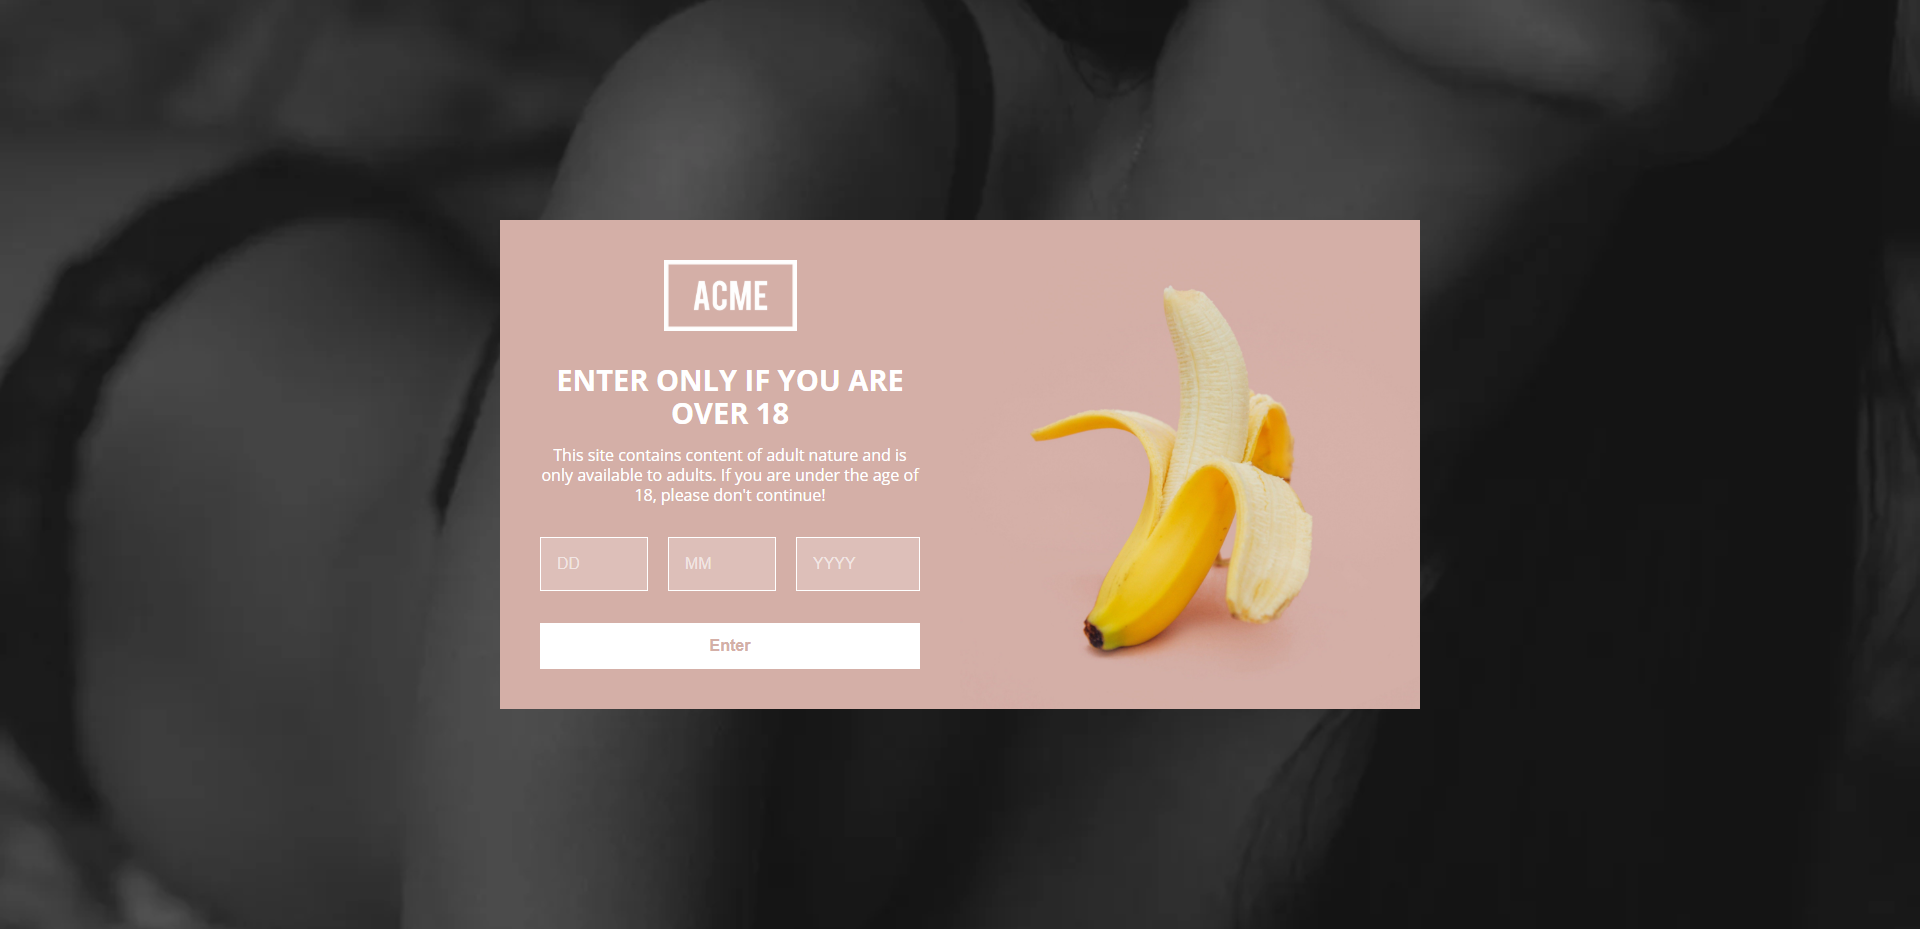 ACME
ENTER ONLY IF YOU ARE
OVER 18
This site contains content of adult nature and is
only available to adults. If you are under the age of
18, please don't continue!
DD MM YYYY
Enter